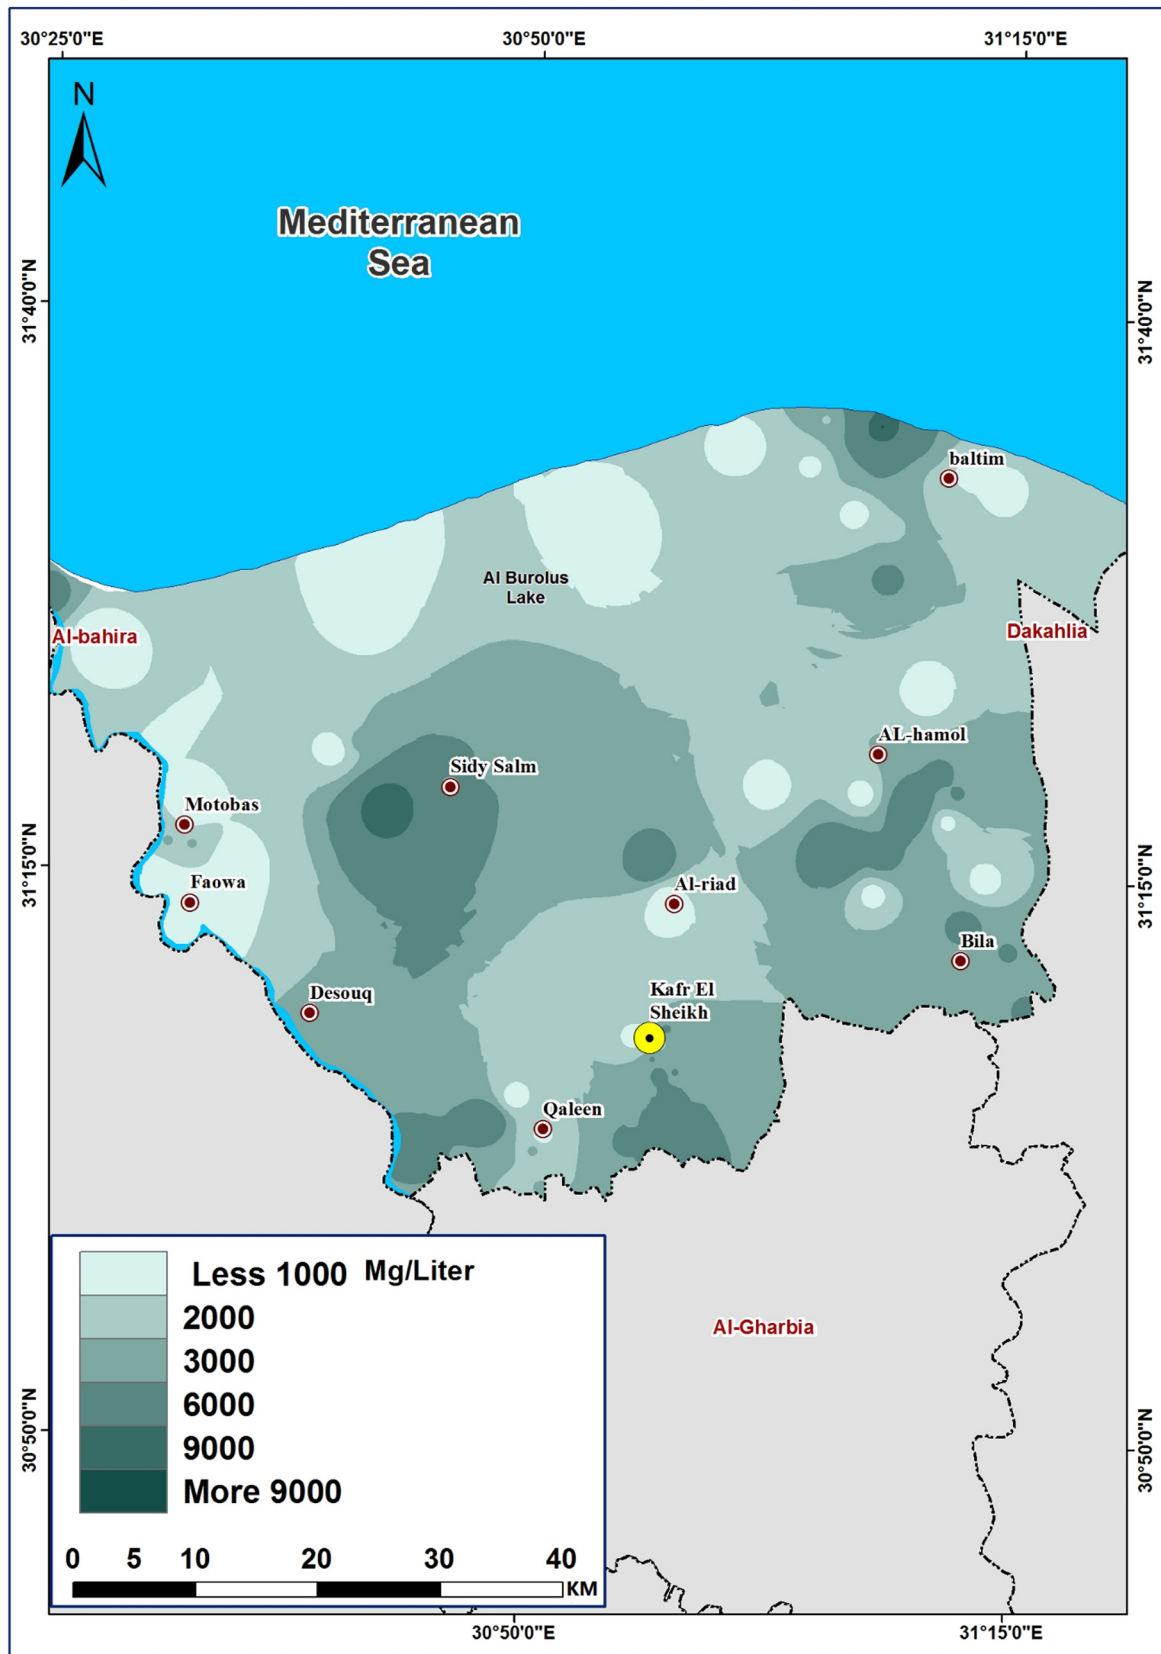 30°25'0"E
30°50'0"E
31°15'0"E
N
Mediterranean
Sea
31°40'0"N
31°40'0"N
baltim
Al Burolus
Lake
Al-bahira
Dakahlia
AL-hamol
Sidy Salm
Motobas
31°15'0"N
31°15'0"N
Faowa
Al-riad
Bila
Desouq
Kafr El
Sheikh
Qaleen
Less 1000 Mg/Liter
2000
3000
6000
9000
More 9000
Al-Gharbia
30°50'0"N
30°50'0"N
0 5 10 20 30 40
KM
30°50'0"E
31°15'0"E